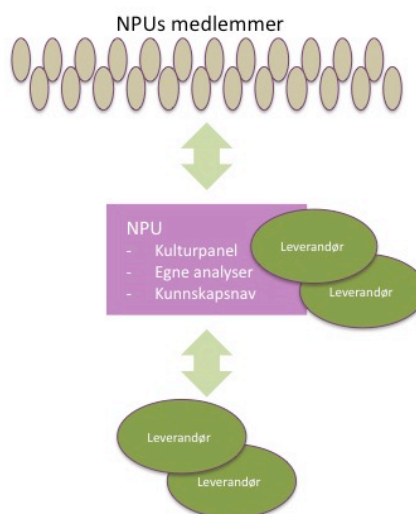 NPUs medlemmer
NPU
- Kulturpanel
- Egne analyser
- Kunnskapsnav
Leverandør
Leverandør
Leverandør
Leverandør